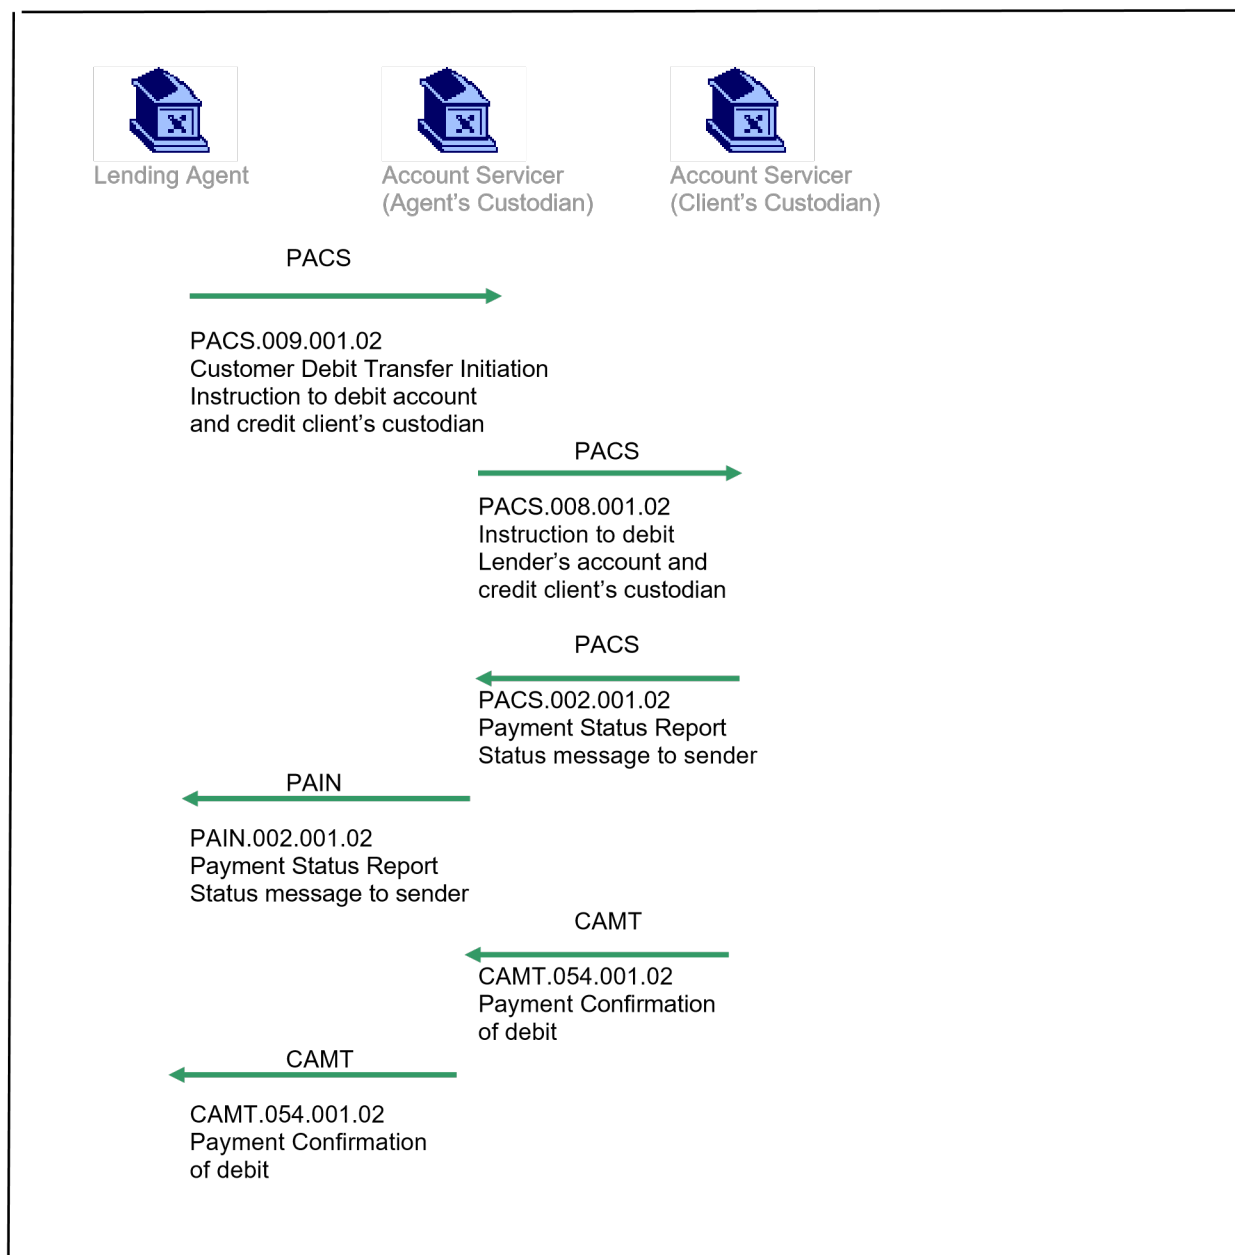 Lending Agent
Account Servicer
(Agent’s Custodian)
Account Servicer
(Client’s Custodian)
PACS
PACS.009.001.02
Customer Debit Transfer Initiation
Instruction to debit account
and credit client’s custodian
PACS
PACS.008.001.02
Instruction to debit
Lender’s account and
credit client’s custodian
PACS
PACS.002.001.02
Payment Status Report
Status message to sender
PAIN
PAIN.002.001.02
Payment Status Report
Status message to sender
CAMT
CAMT.054.001.02
Payment Confirmation
of debit
CAMT
CAMT.054.001.02
Payment Confirmation
of debit